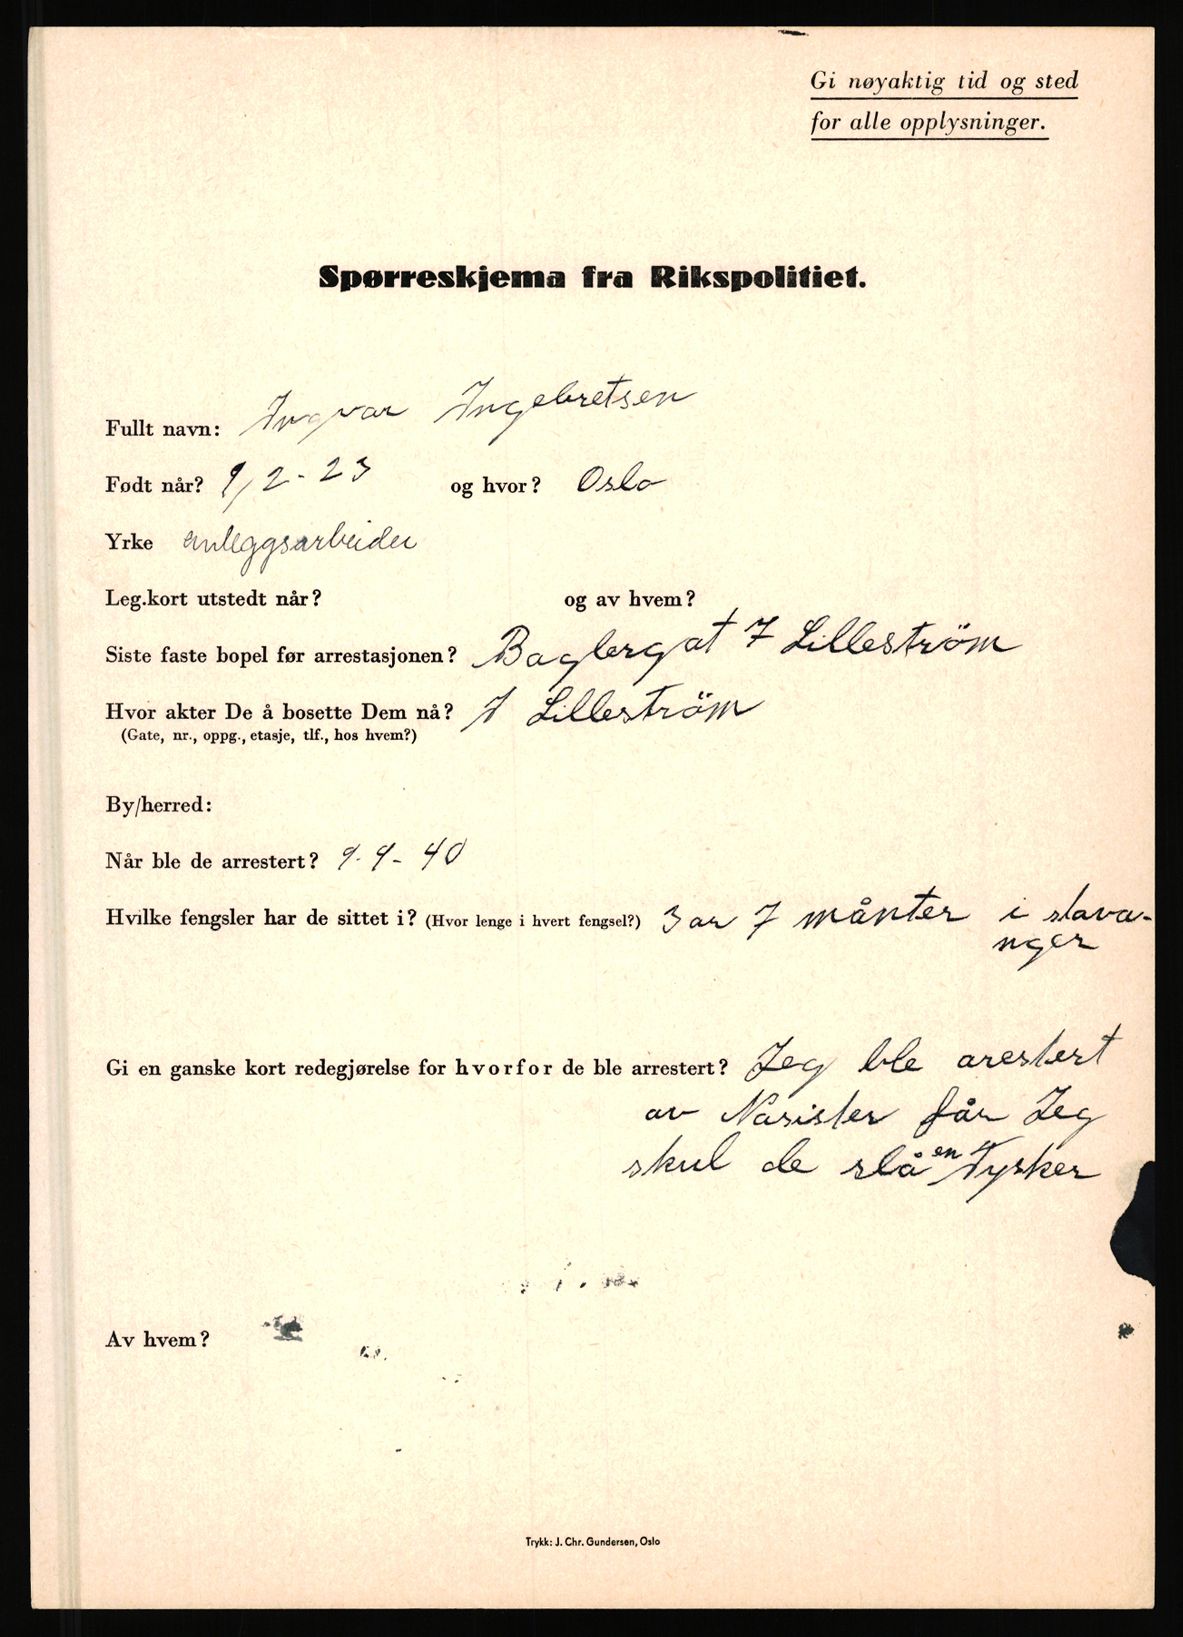 Gi nøyaktig tid og sted
for alle opplysninger.
Spørreskjema fra Rikspolitiet.
Fullt navn: Ingvar Ingebretsen
Født når? 9/2-23 og hvor? Oslo
Yrke anleggsarbeider
Leg.kort utstedt når? og av hvem?
Siste faste bopel før arrestasjonen? Baglergat 7 Lilleström
Hvor akter De å bosette Dem nå? I Lilleström
(Gate, nr., oppg., etasje, tlf., hos hvem?)
By/herred:
Når ble de arrestert? 9-9-40
Hvilke fengsler har de sittet i? (Hvor lenge i hvert fengsel?) 3 ar 7 månter i stava-
nger
Gi en ganske kort redegjørelse for hvorfor de ble arrestert? Jeg ble arestert
av Nasister får Jeg
skul de slå en Tysker
Av hvem?
Trykk: J. Chr. Gundersen, Oslo